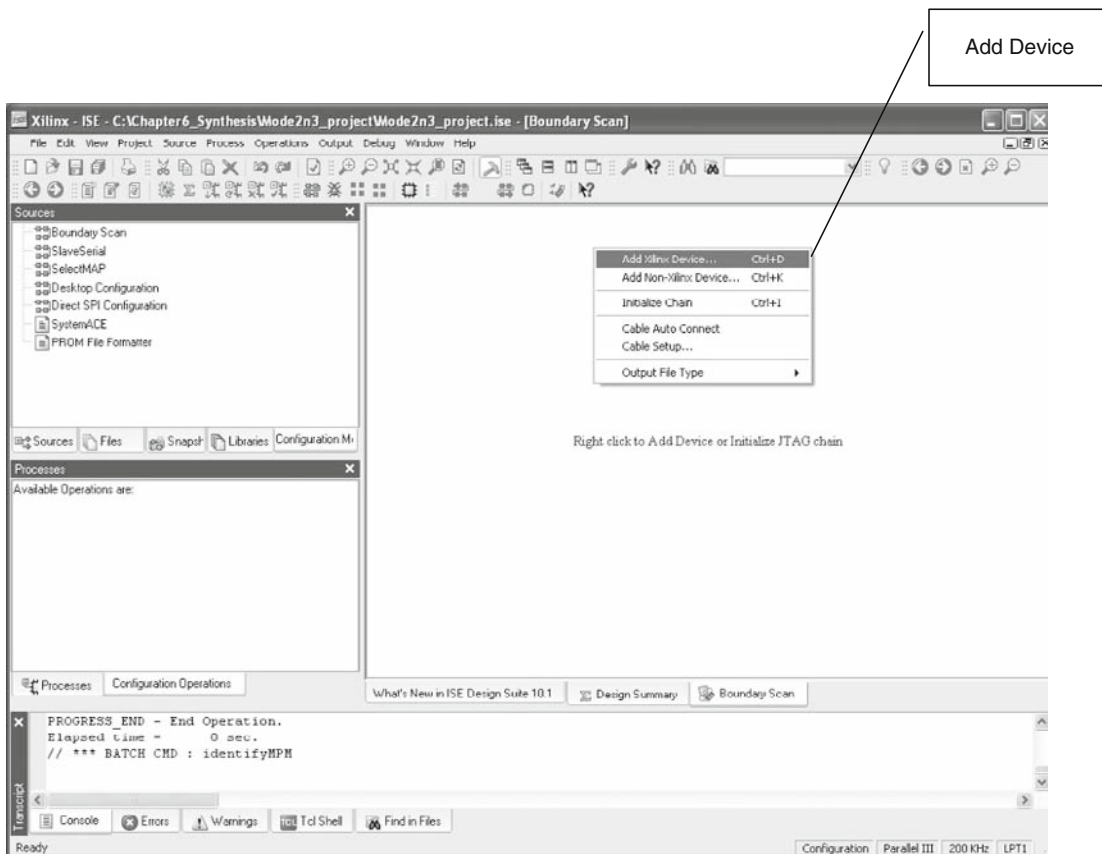 Add Device
Xilinx - ISE - C:\Chapter6_Synthesis\Mode2n3_project\Mode2n3_project.ise - [Boundary Scan]
File Edit View Project Source Process Operations Output Debug Window Help
Sources
Boundary Scan
SlaveSerial
SelectMAP
Desktop Configuration
Direct SPI Configuration
SystemACE
PROM File Formatter
Sources Files Snapsh Libraries Configuration M
Add Xilinx Device... Ctrl+D
Add Non-Xilinx Device... Ctrl+K
Initialize Chain Ctrl+I
Cable Auto Connect
Cable Setup...
Output File Type
Right click to Add Device or Initialize JTAG chain
Processes
Available Operations are:
Processes Configuration Operations
What's New in ISE Design Suite 10.1 Design Summary Boundary Scan
PROGRESS_END - End Operation.
Elapsed time = 0 sec.
// *** BATCH CMD : identifyMPM
Transcript
Console Errors Warnings Tcl Shell Find in Files
Ready Configuration Parallel III 200 KHz LPT1